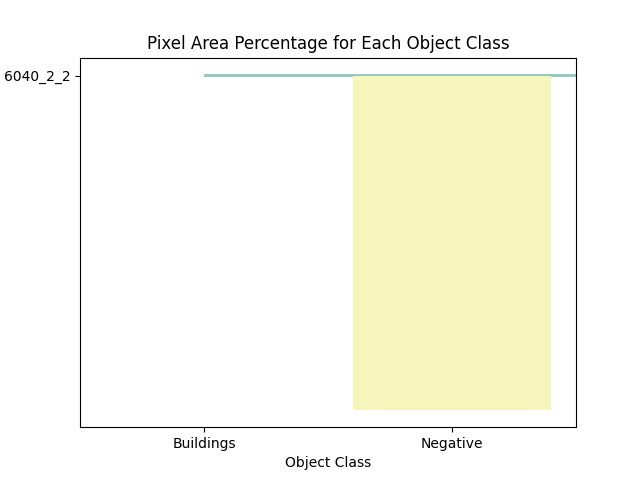 Pixel Area Percentage for Each Object Class
6040_2_2
Buildings
Negative
Object Class